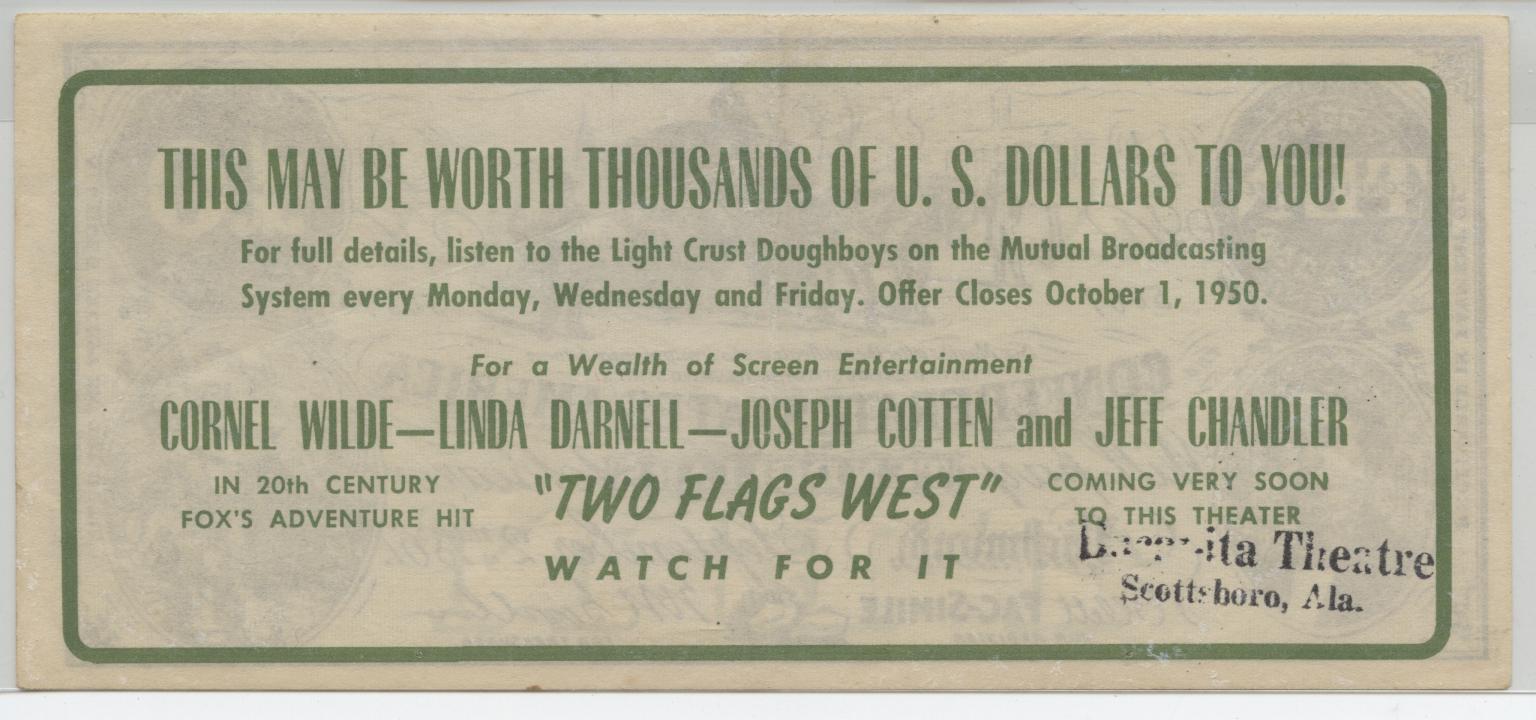 THIS MAY BE WORTH THOUSANDS OF U. S. DOLLARS TO YOU!
For full details, listen to the Light Crust Doughboys on the Mutual Broadcasting
System every Monday, Wednesday and Friday. Offer Closes October 1, 1950.
For a Wealth of Screen Entertainment
CORNEL WILDE—LINDA DARNELL—JOSEPH COTTEN and JEFF CHANDLER
IN 20th CENTURY
FOX'S ADVENTURE HIT
"TWO FLAGS WEST"
COMING VERY SOON
TO THIS THEATER
WATCH FOR IT
Theatre
Scottsboro, Ala.